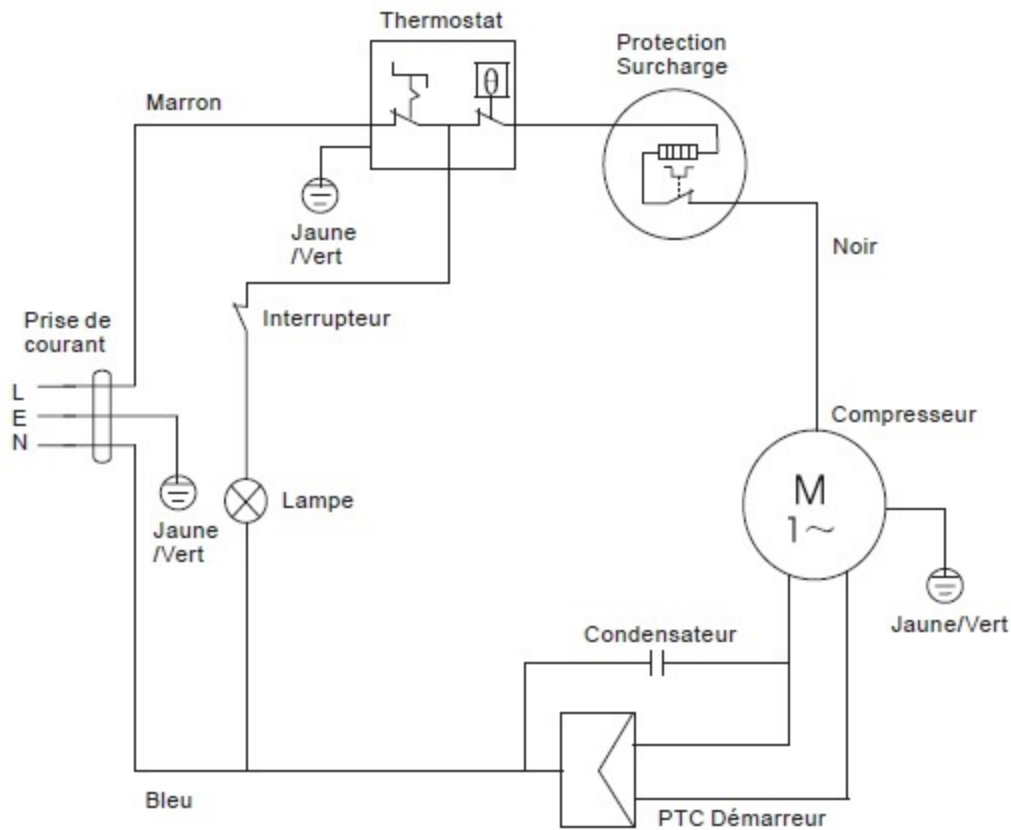 Thermostat
Protection
Surcharge
θ
Marron
Jaune
/Vert
Noir
Interrupteur
Prise de
courant
L
E
N
Compresseur
M
1~
Lampe
Jaune
/Vert
Jaune/Vert
Condensateur
Bleu
PTC Démarreur